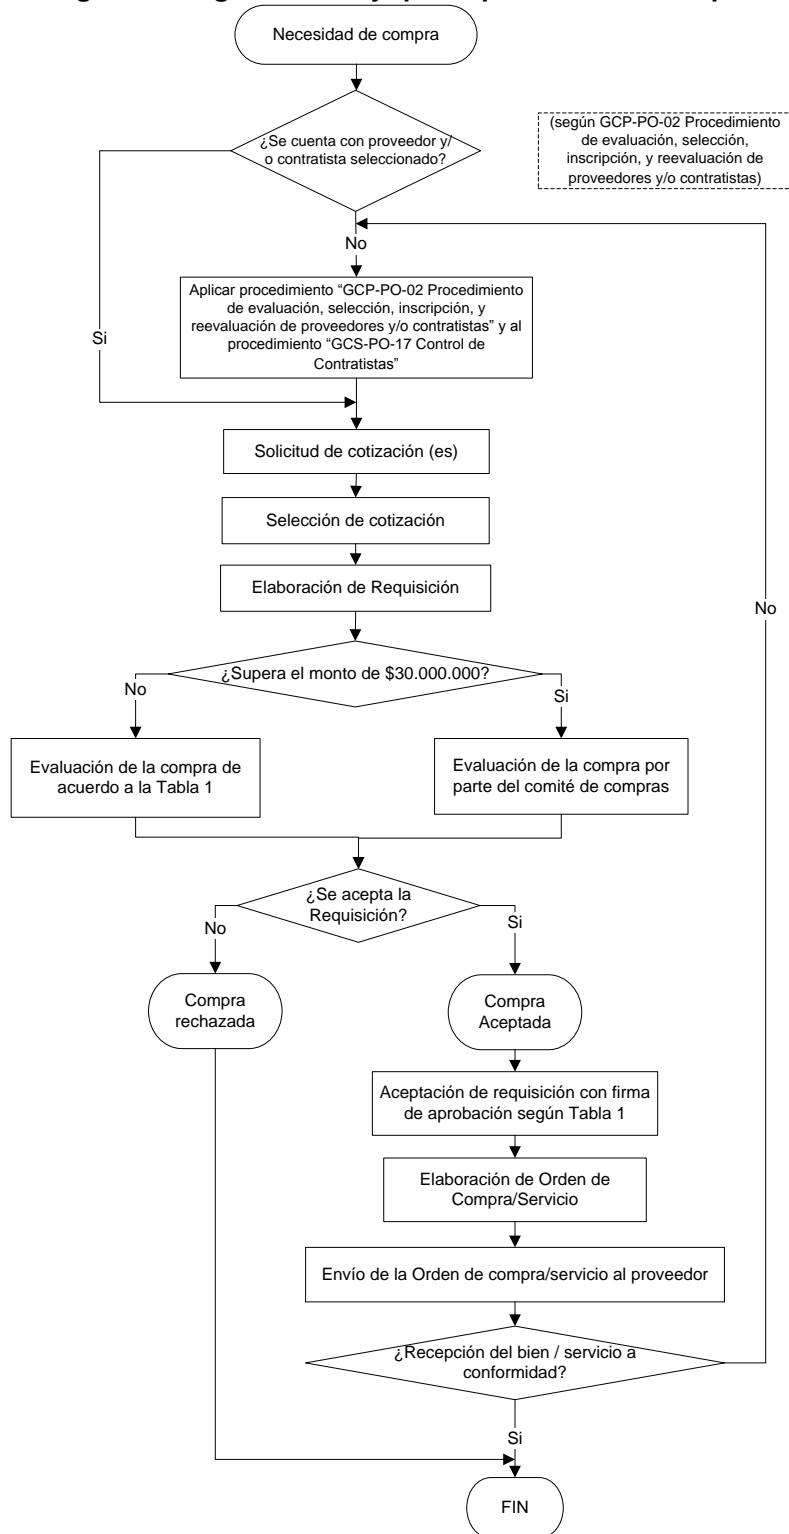 Necesidad de compra
¿Se cuenta con proveedor y/
o contratista seleccionado?
(según GCP-PO-02 Procedimiento
de evaluación, selección,
inscripción, y reevaluación de
proveedores y/o contratistas)
No
Aplicar procedimiento “GCP-PO-02 Procedimiento
de evaluación, selección, inscripción, y
reevaluación de proveedores y/o contratistas” y al
procedimiento “GCS-PO-17 Control de
Contratistas”
Si
Solicitud de cotización (es)
Selección de cotización
Elaboración de Requisición
No
¿Supera el monto de $30.000.000?
No
Si
Evaluación de la compra de
acuerdo a la Tabla 1
Evaluación de la compra por
parte del comité de compras
¿Se acepta la
Requisición?
No
Si
Compra
rechazada
Compra
Aceptada
Aceptación de requisición con firma
de aprobación según Tabla 1
Elaboración de Orden de
Compra/Servicio
Envío de la Orden de compra/servicio al proveedor
¿Recepción del bien / servicio a
conformidad?
Si
FIN